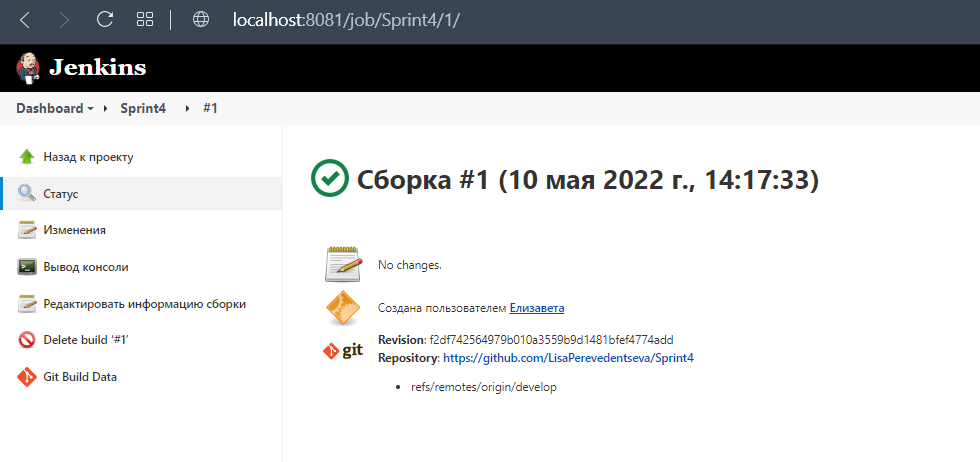 localhost:8081/job/Sprint4/1/
Jenkins
Dashboard Sprint4 #1
Назад к проекту
Статус
Изменения
Вывод консоли
Редактировать информацию сборки
Delete build ‘#1’
Git Build Data
Сборка #1 (10 мая 2022 г., 14:17:33)
No changes.
Создана пользователем Елизавета
git
Revision: f2df742564979b010a3559b9d1481bfef4774add
Repository: https://github.com/LisaPerevedentseva/Sprint4
refs/remotes/origin/develop